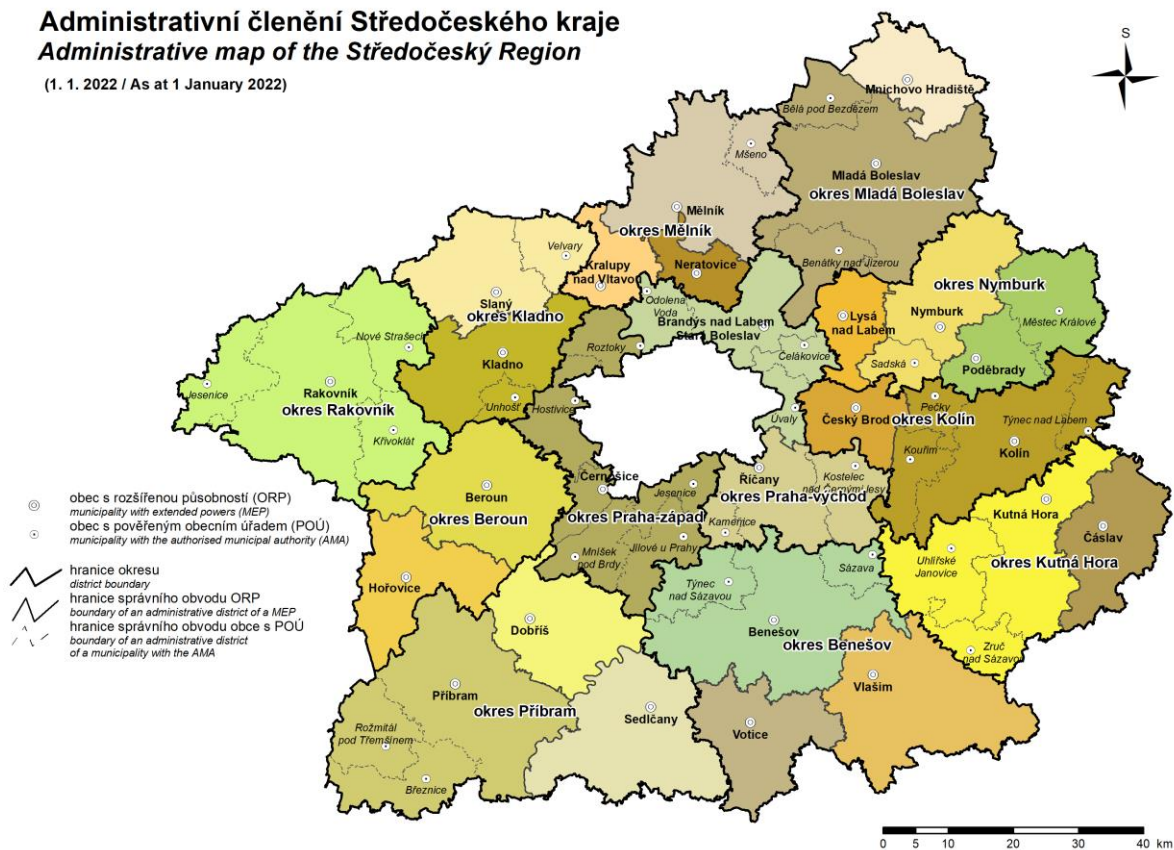 Administrativní členění Středočeského kraje
Administrative map of the Středočeský Region
(1. 1. 2022 / As at 1 January 2022)
S
Mnichovo Hradiště
Bělá pod Bezdězem
Mšeno
Mladá Boleslav
okres Mladá Boleslav
Mělník
okres Mělník
Velvary
Benátky nad Jizerou
Kralupy
nad Vltavou
Neratovice
Slaný
okres Kladno
Odolena
Voda
Brandýs nad Labem
Stará Boleslav
Lysá
nad Labem
okres Nymburk
Nymburk
Městec Králové
Nové Strašecí
Roztoky
Čelákovice
Kladno
Sadská
Poděbrady
Jesenice
Rakovník
okres Rakovník
Unhošť
Hostivice
Úvaly
Český Brod
Pečky
okres Kolín
Týnec nad Labem
Křivoklát
Kouřim
Kolín
Beroun
okres Beroun
Černošice
okres Praha-západ
Jesenice
Říčany
okres Praha-východ
Kostelec
nad Černými lesy
Kamenice
Kutná Hora
Čáslav
Mníšek
pod Brdy
Jílové u Prahy
Sázava
Uhlířské
Janovice
okres Kutná Hora
Hořovice
Týnec
nad Sázavou
Dobříš
Benešov
okres Benešov
Zruč
nad Sázavou
Příbram
okres Příbram
Sedlčany
Vlašim
Votice
Rožmitál
pod Třemšínem
Březnice
obec s rozšířenou působností (ORP)
municipality with extended powers (MEP)
obec s pověřeným obecním úřadem (POÚ)
municipality with the authorised municipal authority (AMA)
hranice okresu
district boundary
hranice správního obvodu ORP
boundary of an administrative district of a MEP
hranice správního obvodu obce s POÚ
boundary of an administrative district
of a municipality with the AMA
0 5 10 20 30 40 km